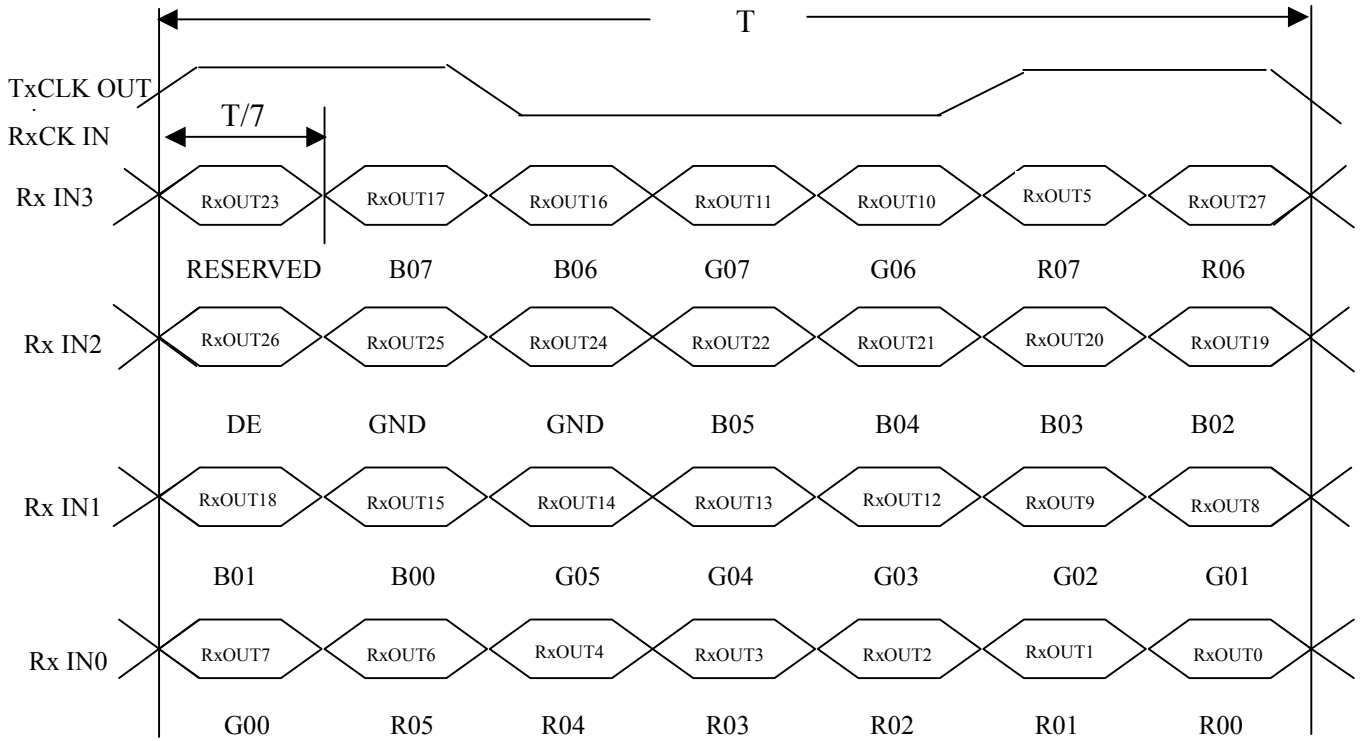 T
TxCLK OUT
T/7
RxCK IN
Rx IN3 RxOUT23 RxOUT17 RxOUT16 RxOUT11 RxOUT10 RxOUT5 RxOUT27
RESERVED B07 B06 G07 G06 R07 R06
Rx IN2 RxOUT26 RxOUT25 RxOUT24 RxOUT22 RxOUT21 RxOUT20 RxOUT19
DE GND GND B05 B04 B03 B02
Rx IN1 RxOUT18 RxOUT15 RxOUT14 RxOUT13 RxOUT12 RxOUT9 RxOUT8
B01 B00 G05 G04 G03 G02 G01
Rx IN0 RxOUT7 RxOUT6 RxOUT4 RxOUT3 RxOUT2 RxOUT1 RxOUT0
G00 R05 R04 R03 R02 R01 R00